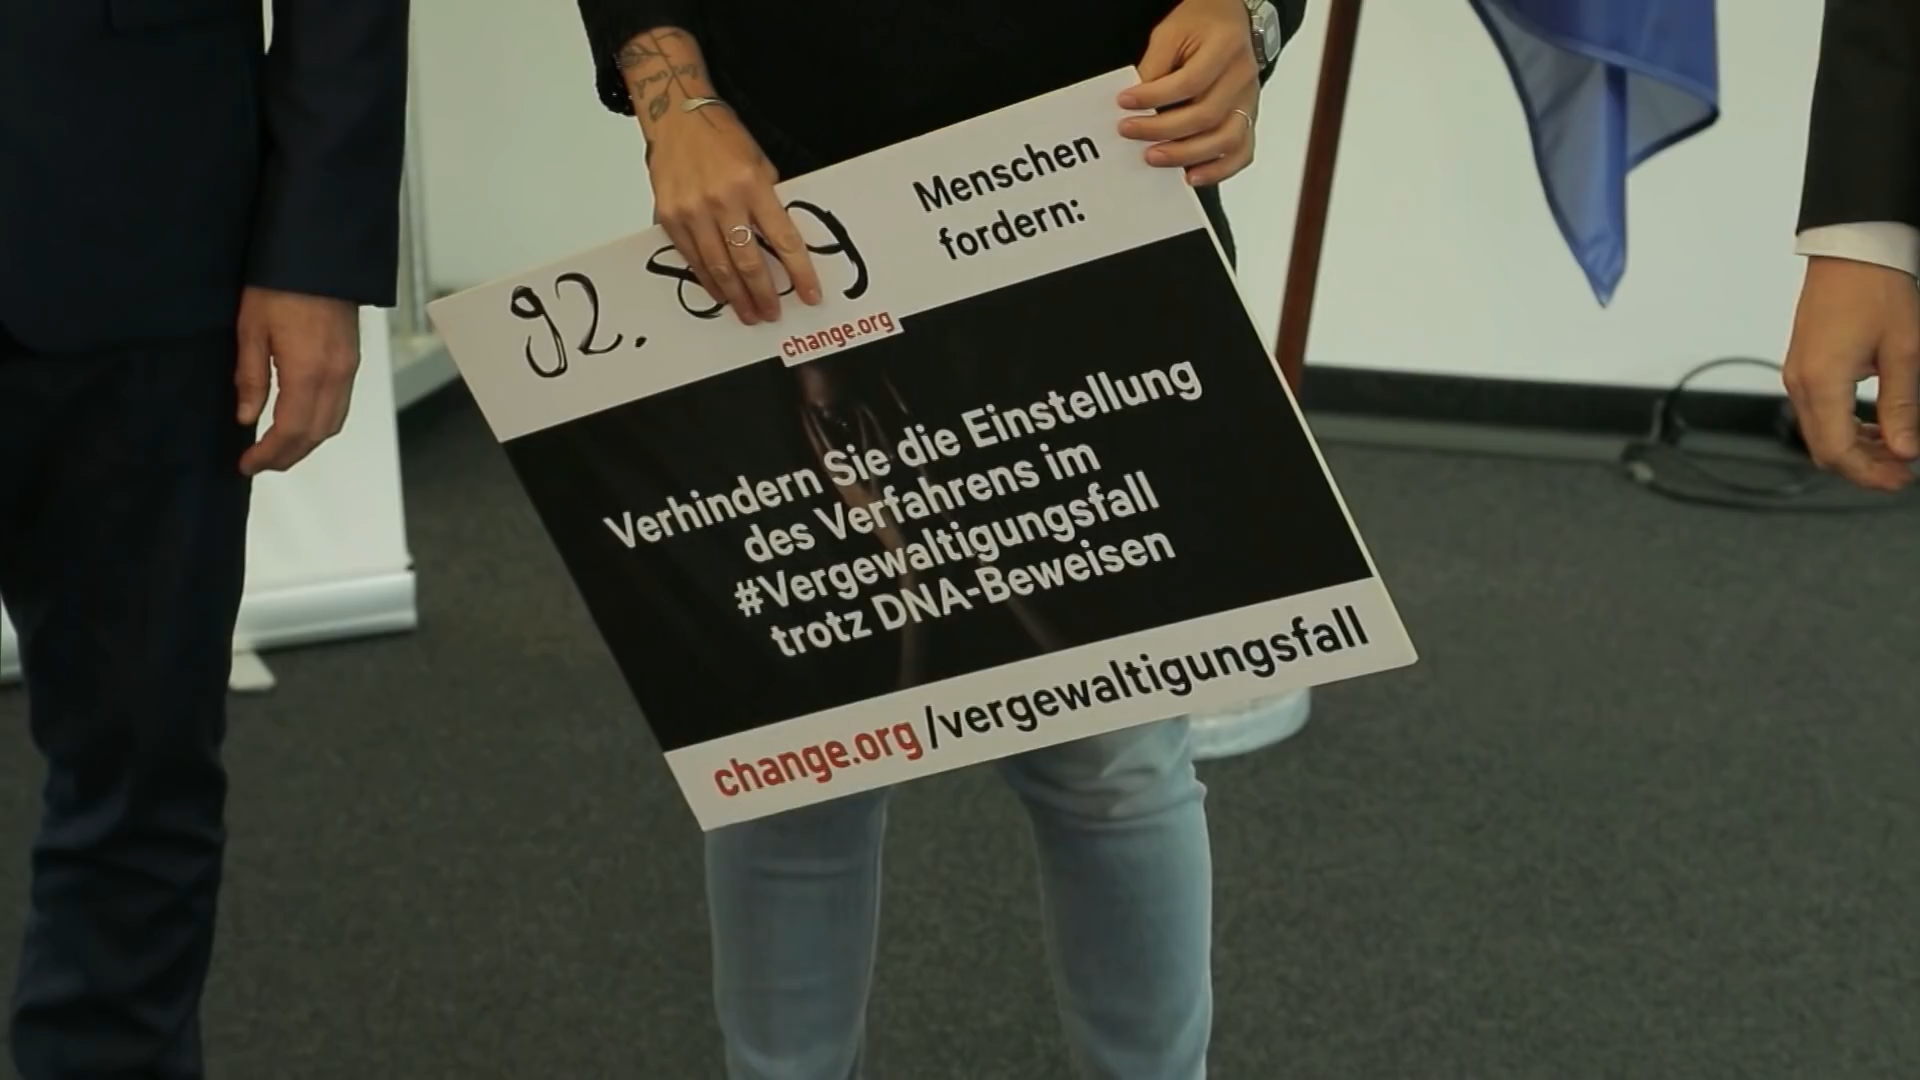 Menschen
fordern:
change.org
Verhindern Sie die Einstellung
des Verfahrens im
#Vergewaltigungsfall
trotz DNA-Beweisen
change.org/vergewaltigungsfall